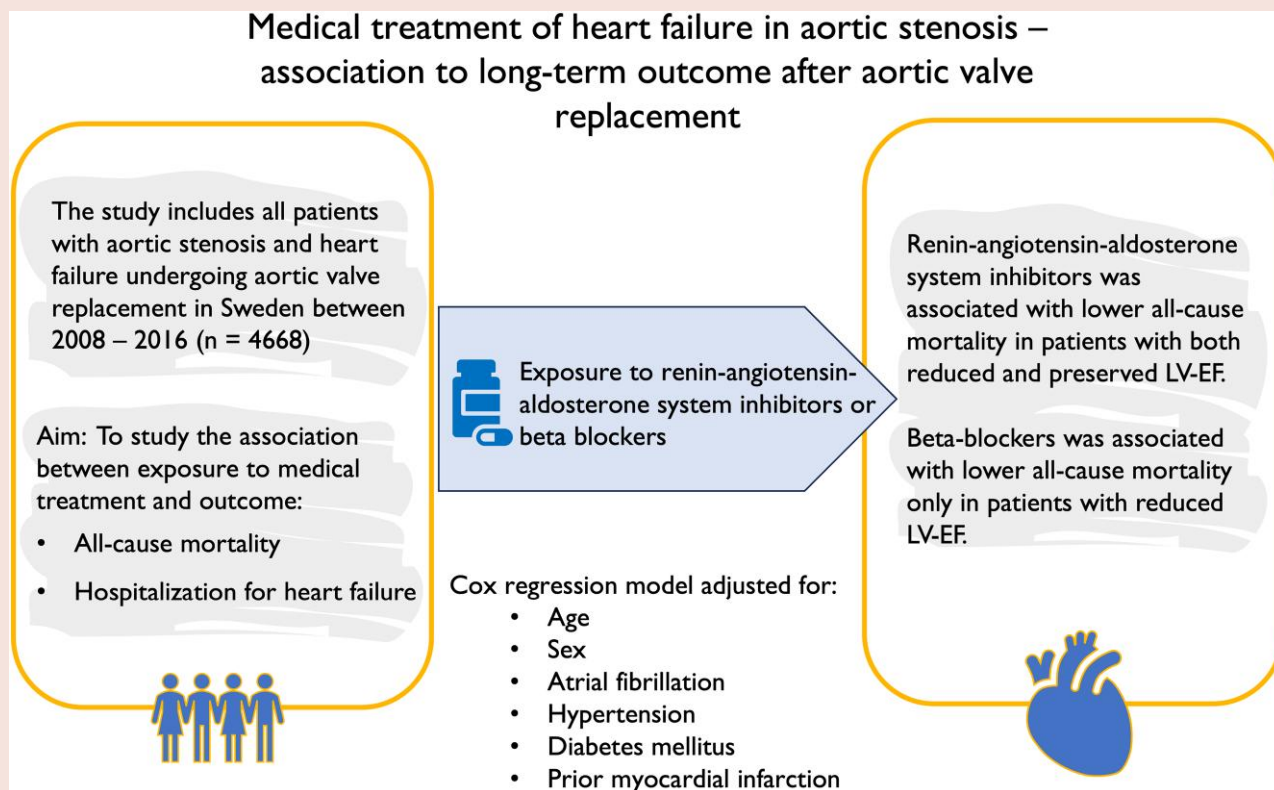 Medical treatment of heart failure in aortic stenosis –
association to long-term outcome after aortic valve
replacement
The study includes all patients
with aortic stenosis and heart
failure undergoing aortic valve
replacement in Sweden between
2008 – 2016 (n = 4668)
Aim: To study the association
between exposure to medical
treatment and outcome:
• All-cause mortality
• Hospitalization for heart failure
Exposure to renin-angiotensin-
aldosterone system inhibitors or
beta blockers
Cox regression model adjusted for:
• Age
• Sex
• Atrial fibrillation
• Hypertension
• Diabetes mellitus
• Prior myocardial infarction
Renin-angiotensin-aldosterone
system inhibitors was
associated with lower all-cause
mortality in patients with both
reduced and preserved LV-EF.
Beta-blockers was associated
with lower all-cause mortality
only in patients with reduced
LV-EF.